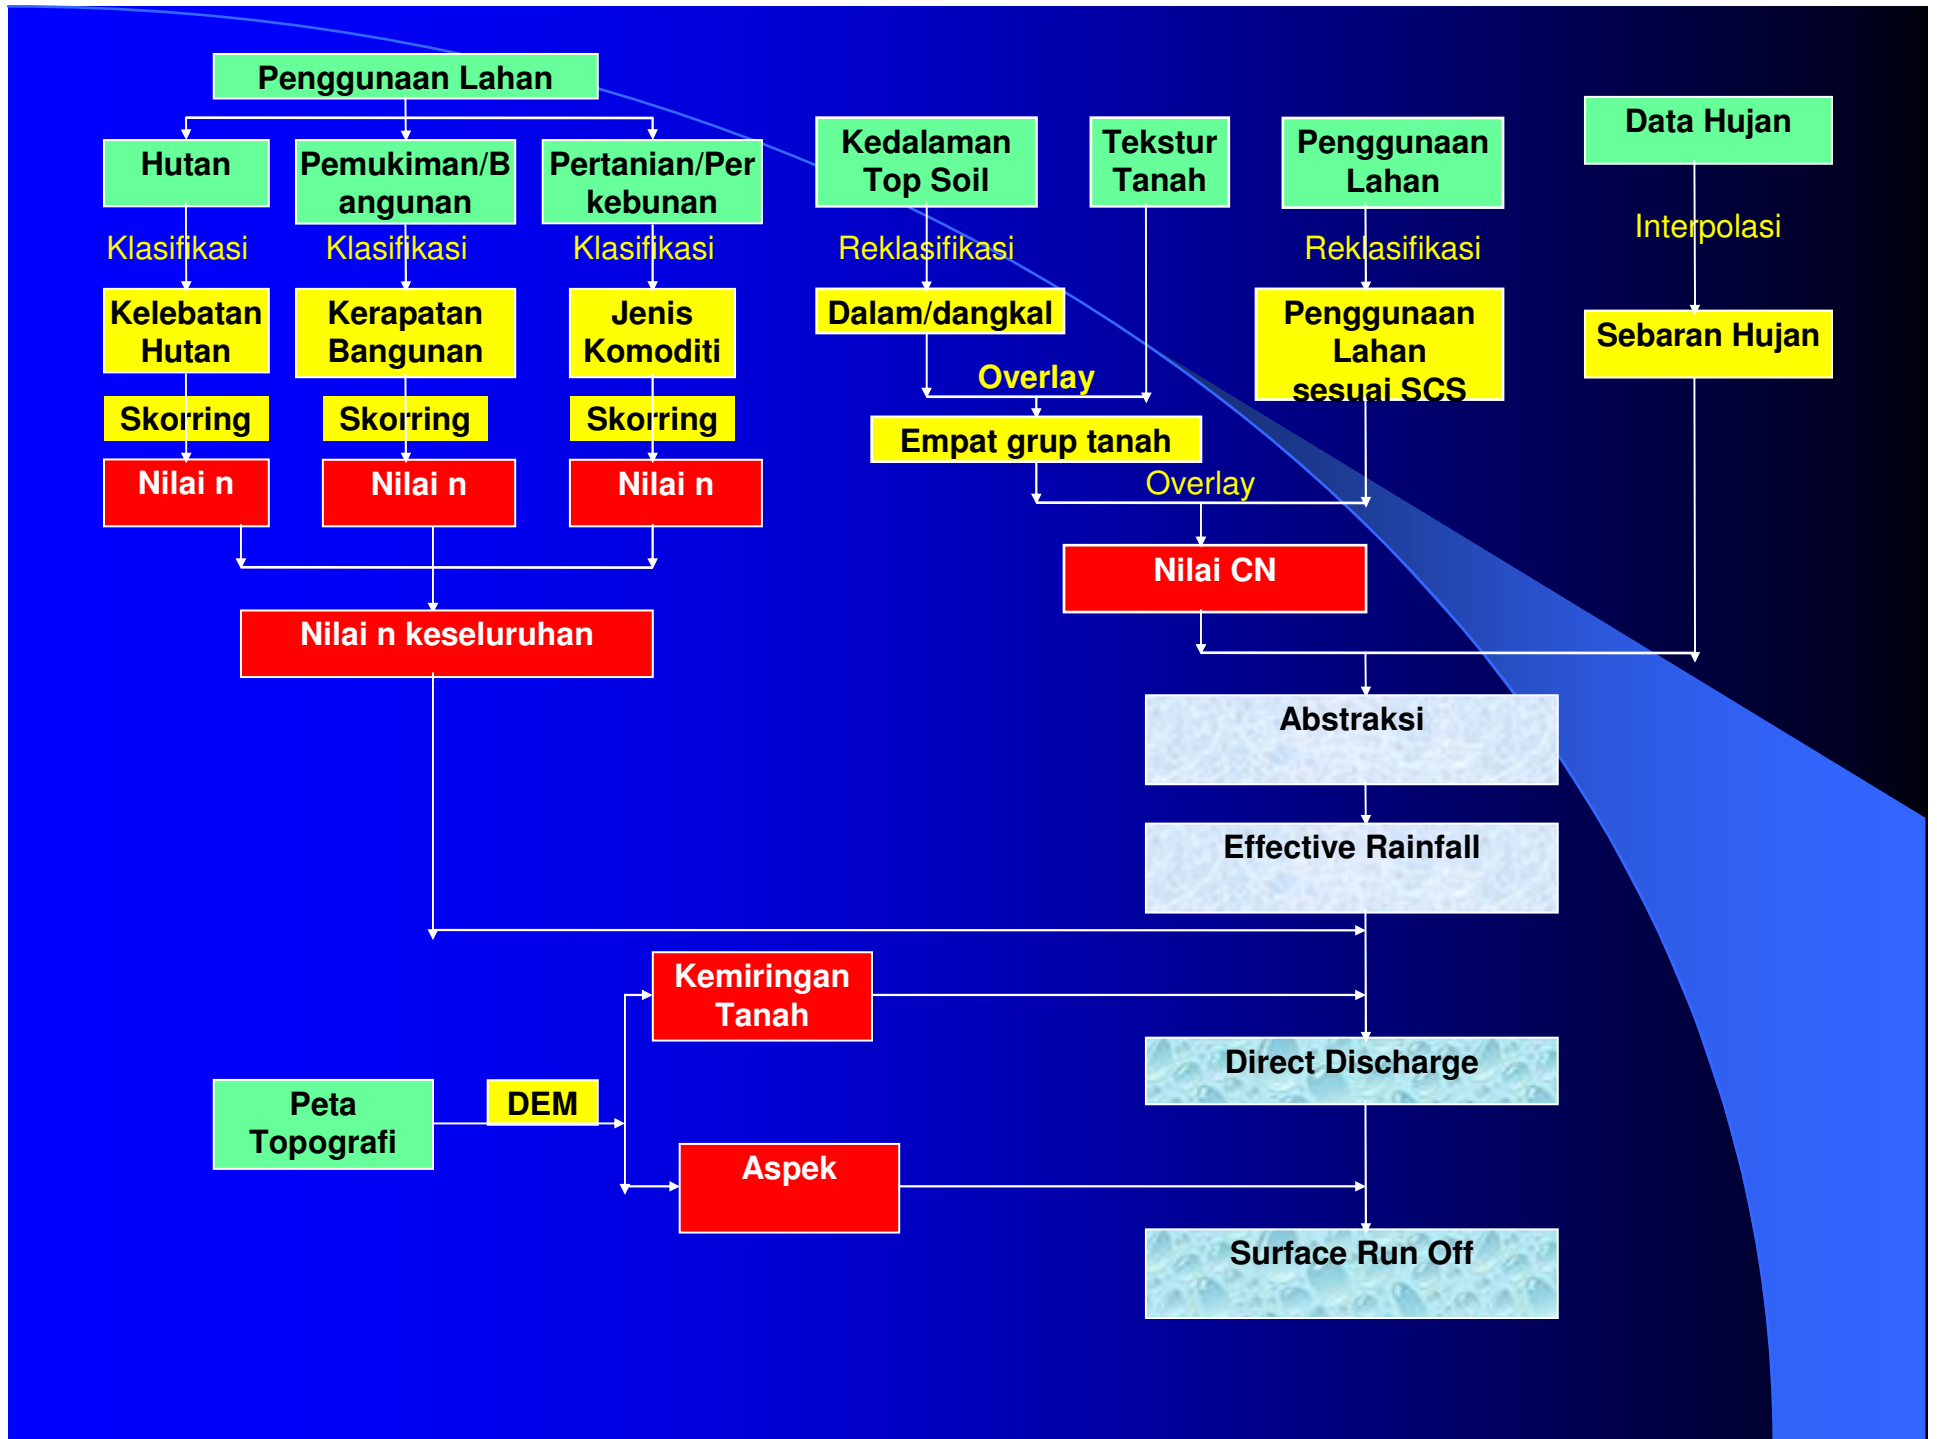 Penggunaan Lahan
Hutan
Pemukiman/B
angunan
Pertanian/Per
kebunan
Kedalaman
Top Soil
Tekstur
Tanah
Penggunaan
Lahan
Data Hujan
Klasifikasi
Klasifikasi
Klasifikasi
Reklasifikasi
Reklasifikasi
Interpolasi
Kelebatan
Hutan
Kerapatan
Bangunan
Jenis
Komoditi
Dalam/dangkal
Penggunaan
Lahan
sesuai SCS
Sebaran Hujan
Overlay
Skorring
Skorring
Skorring
Empat grup tanah
Nilai n
Nilai n
Nilai n
Overlay
Nilai CN
Nilai n keseluruhan
Abstraksi
Effective Rainfall
Kemiringan
Tanah
Direct Discharge
Peta
Topografi
DEM
Aspek
Surface Run Off